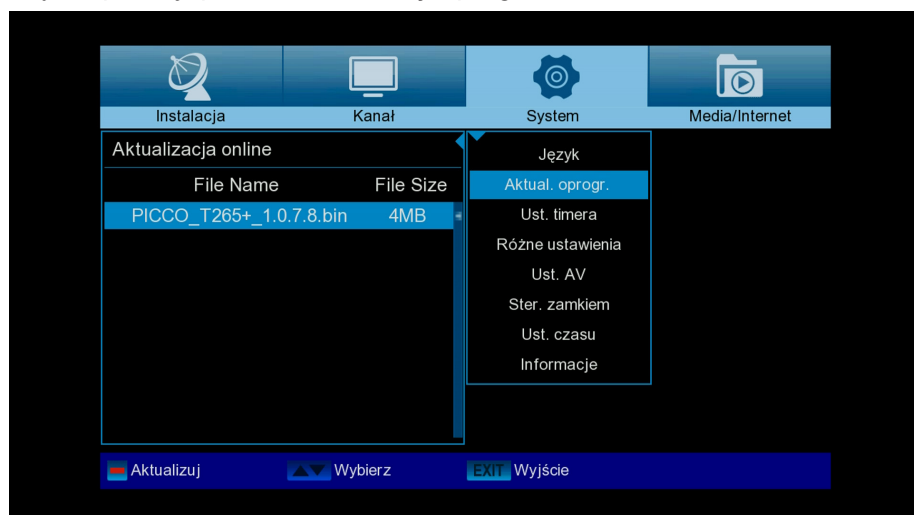 Instalacja
Kanał
System
Media/Internet
Aktualizacja online
File Name File Size
PICCO_T265+_1.0.7.8.bin 4MB
Język
Aktual. oprogr.
Ust. timera
Różne ustawienia
Ust. AV
Ster. zamkiem
Ust. czasu
Informacje
Aktualizuj
Wybierz
EXIT Wyjście